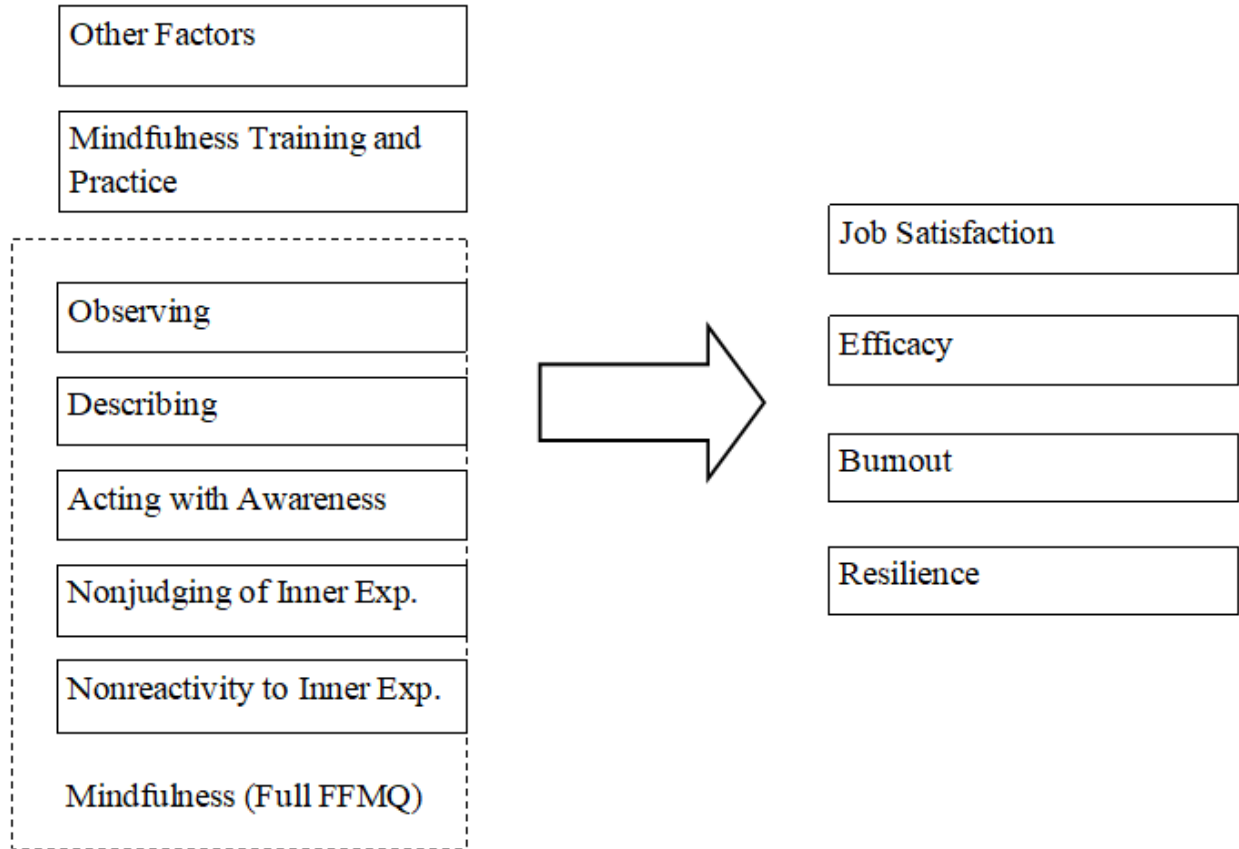 Other Factors
Mindfulness Training and
Practice
Observing
Describing
Acting with Awareness
Nonjudging of Inner Exp.
Nonreactivity to Inner Exp.
Mindfulness (Full FFMQ)
Job Satisfaction
Efficacy
Burnout
Resilience